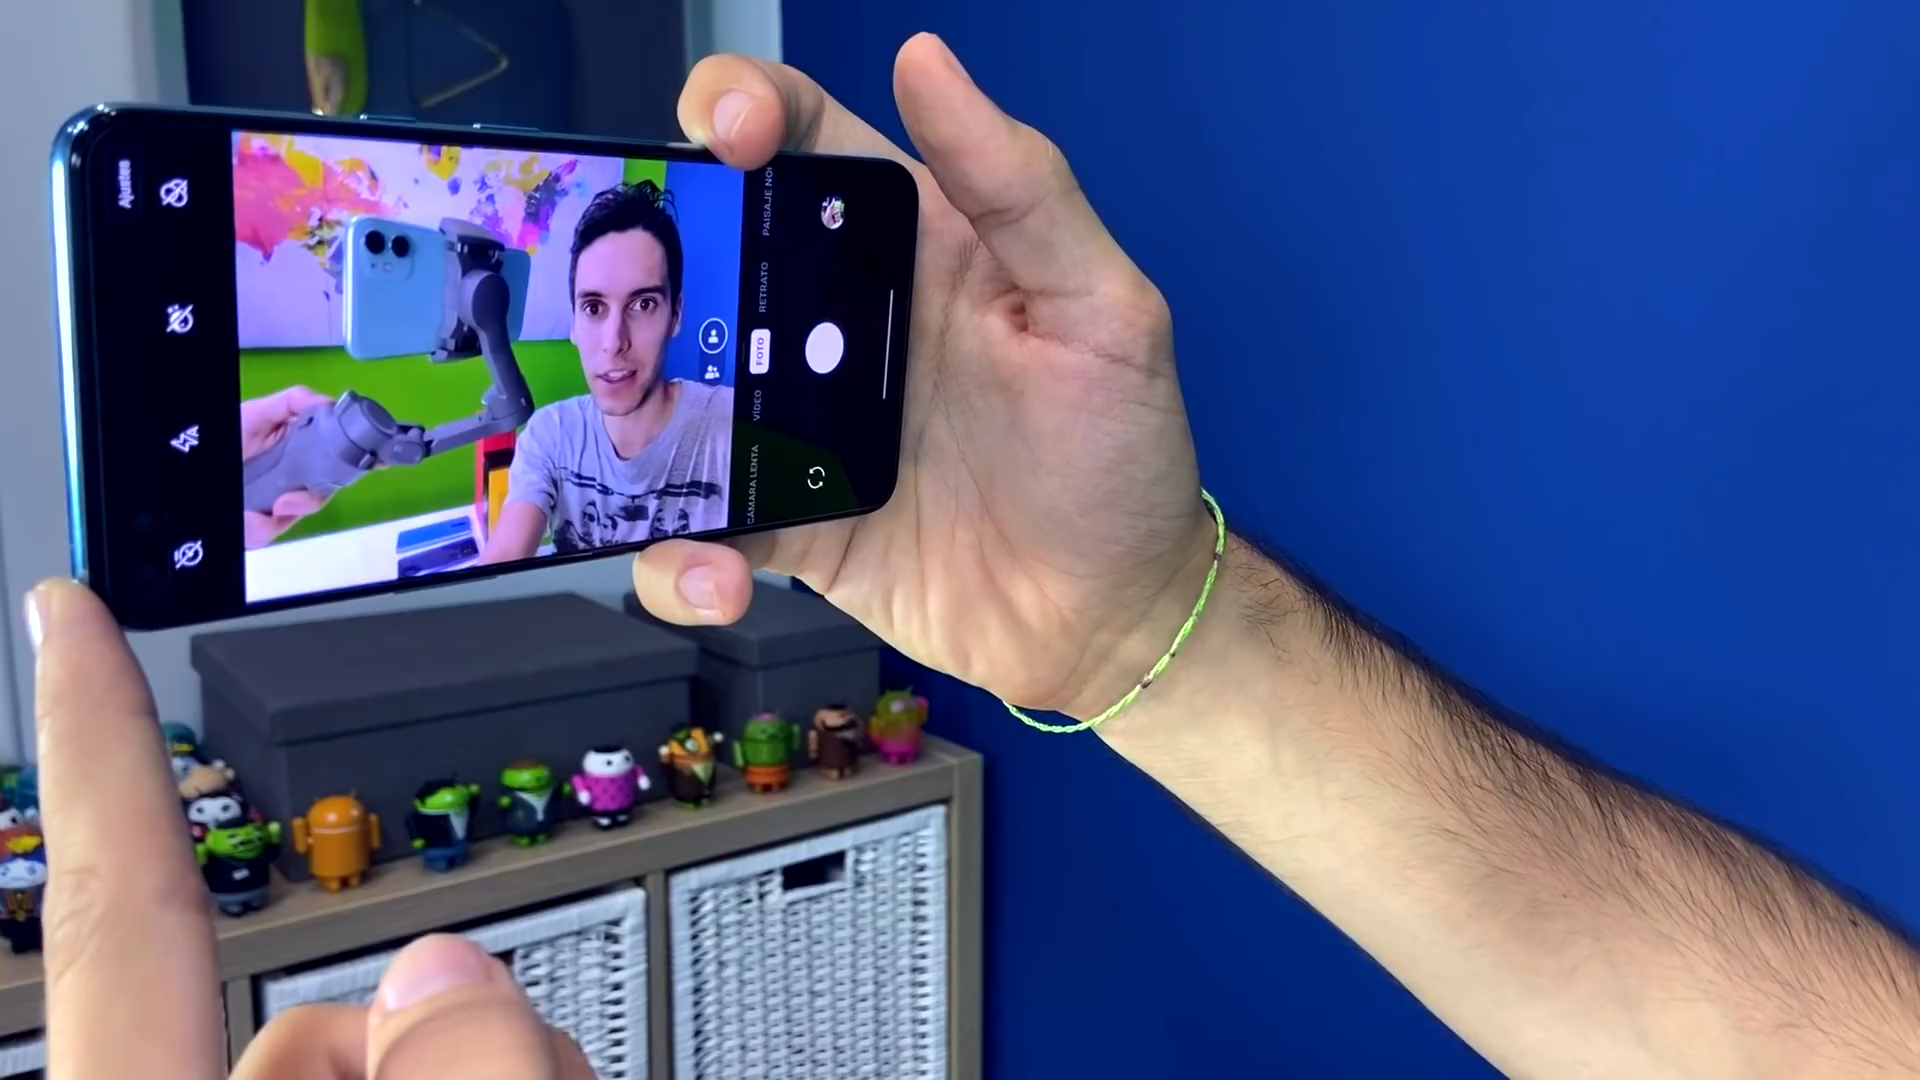 Ajustes
PAISAJE NO
RETRATO
FOTO
VÍDEO
CÁMARA LENTA